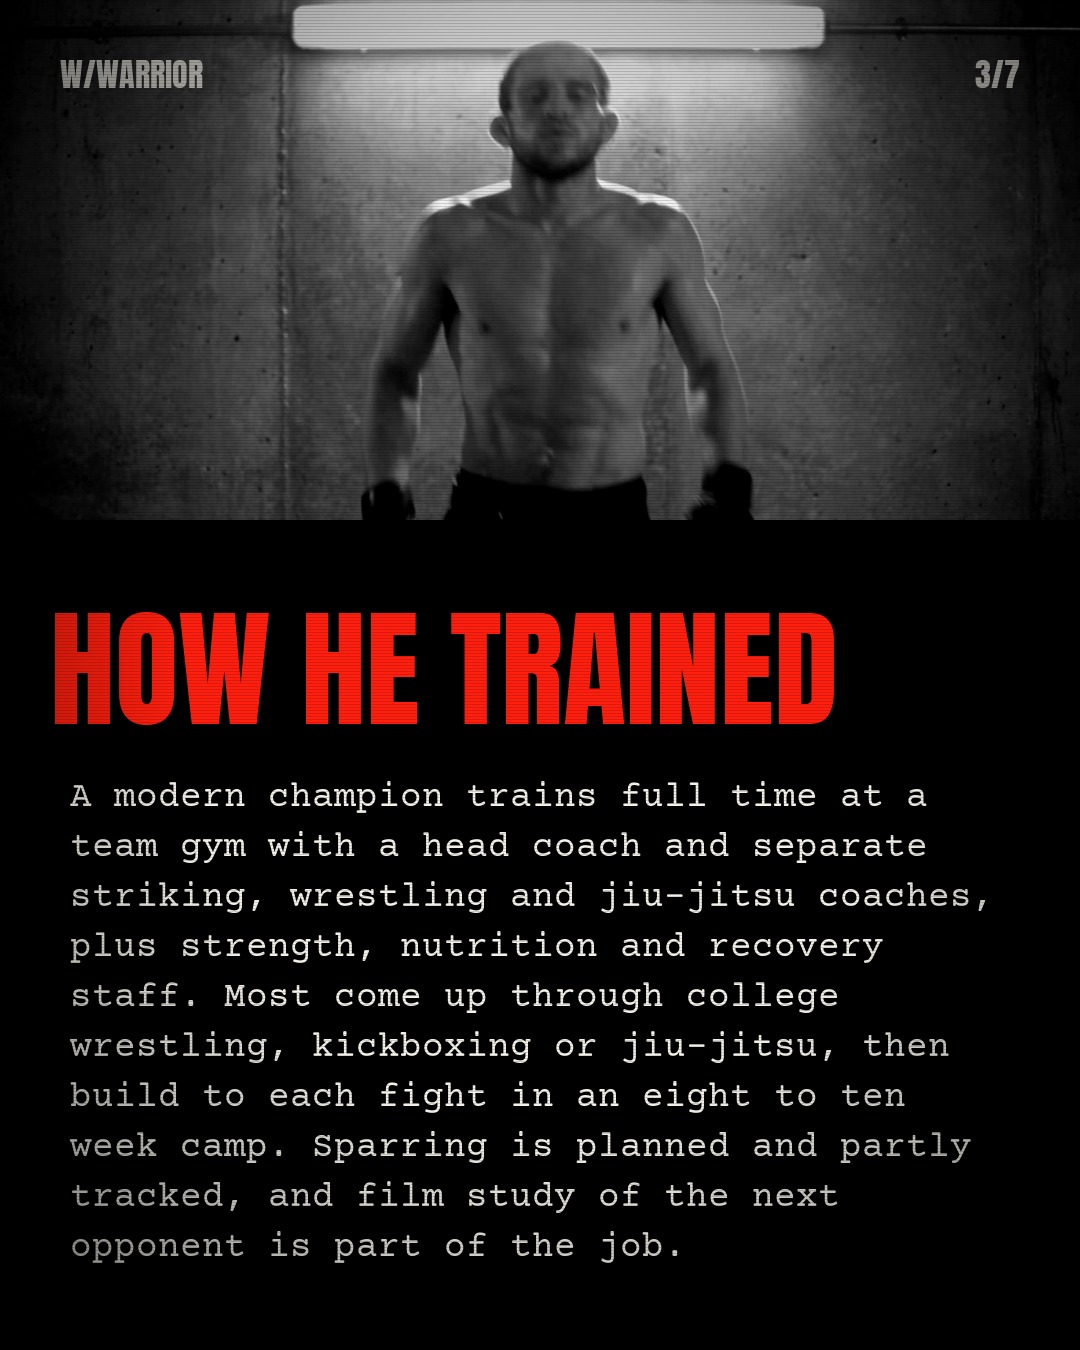 W/WARRIOR
3/7
HOW HE TRAINED
A modern champion trains full time at a
team gym with a head coach and separate
striking, wrestling and jiu-jitsu coaches,
plus strength, nutrition and recovery
staff. Most come up through college
wrestling, kickboxing or jiu-jitsu, then
build to each fight in an eight to ten
week camp. Sparring is planned and partly
tracked, and film study of the next
opponent is part of the job.